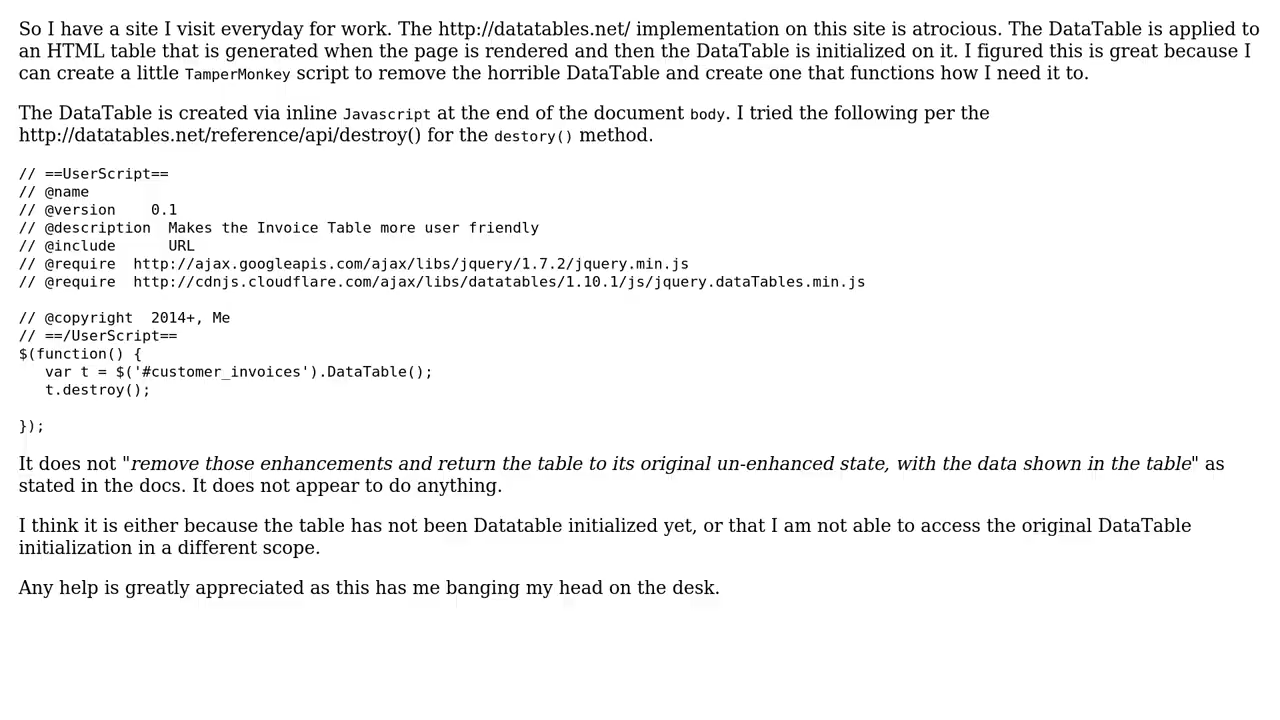 So I have a site I visit everyday for work. The http://datatables.net/ implementation on this site is atrocious. The DataTable is applied to
an HTML table that is generated when the page is rendered and then the DataTable is initialized on it. I figured this is great because I
can create a little TamperMonkey script to remove the horrible DataTable and create one that functions how I need it to.
The DataTable is created via inline Javascript at the end of the document body. I tried the following per the
http://datatables.net/reference/api/destroy() for the destory() method.
// ==UserScript==
// @name
// @version    0.1
// @description  Makes the Invoice Table more user friendly
// @include      URL
// @require  http://ajax.googleapis.com/ajax/libs/jquery/1.7.2/jquery.min.js
// @require  http://cdnjs.cloudflare.com/ajax/libs/datatables/1.10.1/js/jquery.dataTables.min.js
// @copyright  2014+, Me
// ==/UserScript==
$(function() {
   var t = $('#customer_invoices').DataTable();
   t.destroy();
});
It does not "remove those enhancements and return the table to its original un-enhanced state, with the data shown in the table" as
stated in the docs. It does not appear to do anything.
I think it is either because the table has not been Datatable initialized yet, or that I am not able to access the original DataTable
initialization in a different scope.
Any help is greatly appreciated as this has me banging my head on the desk.